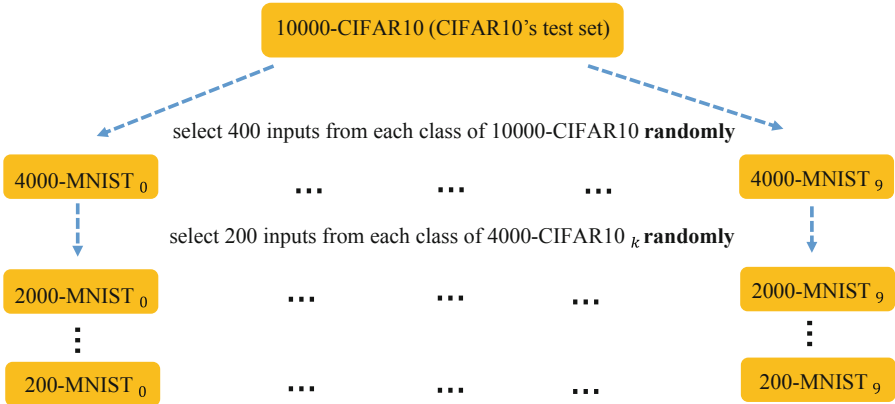 10000-CIFAR10 (CIFAR10's test set)
select 400 inputs from each class of 10000-CIFAR10 randomly
4000-MNIST 0 ... ... ... 4000-MNIST 9
select 200 inputs from each class of 4000-CIFAR10 k randomly
2000-MNIST 0 ... ... ... 2000-MNIST 9
200-MNIST 0 ... ... ... 200-MNIST 9